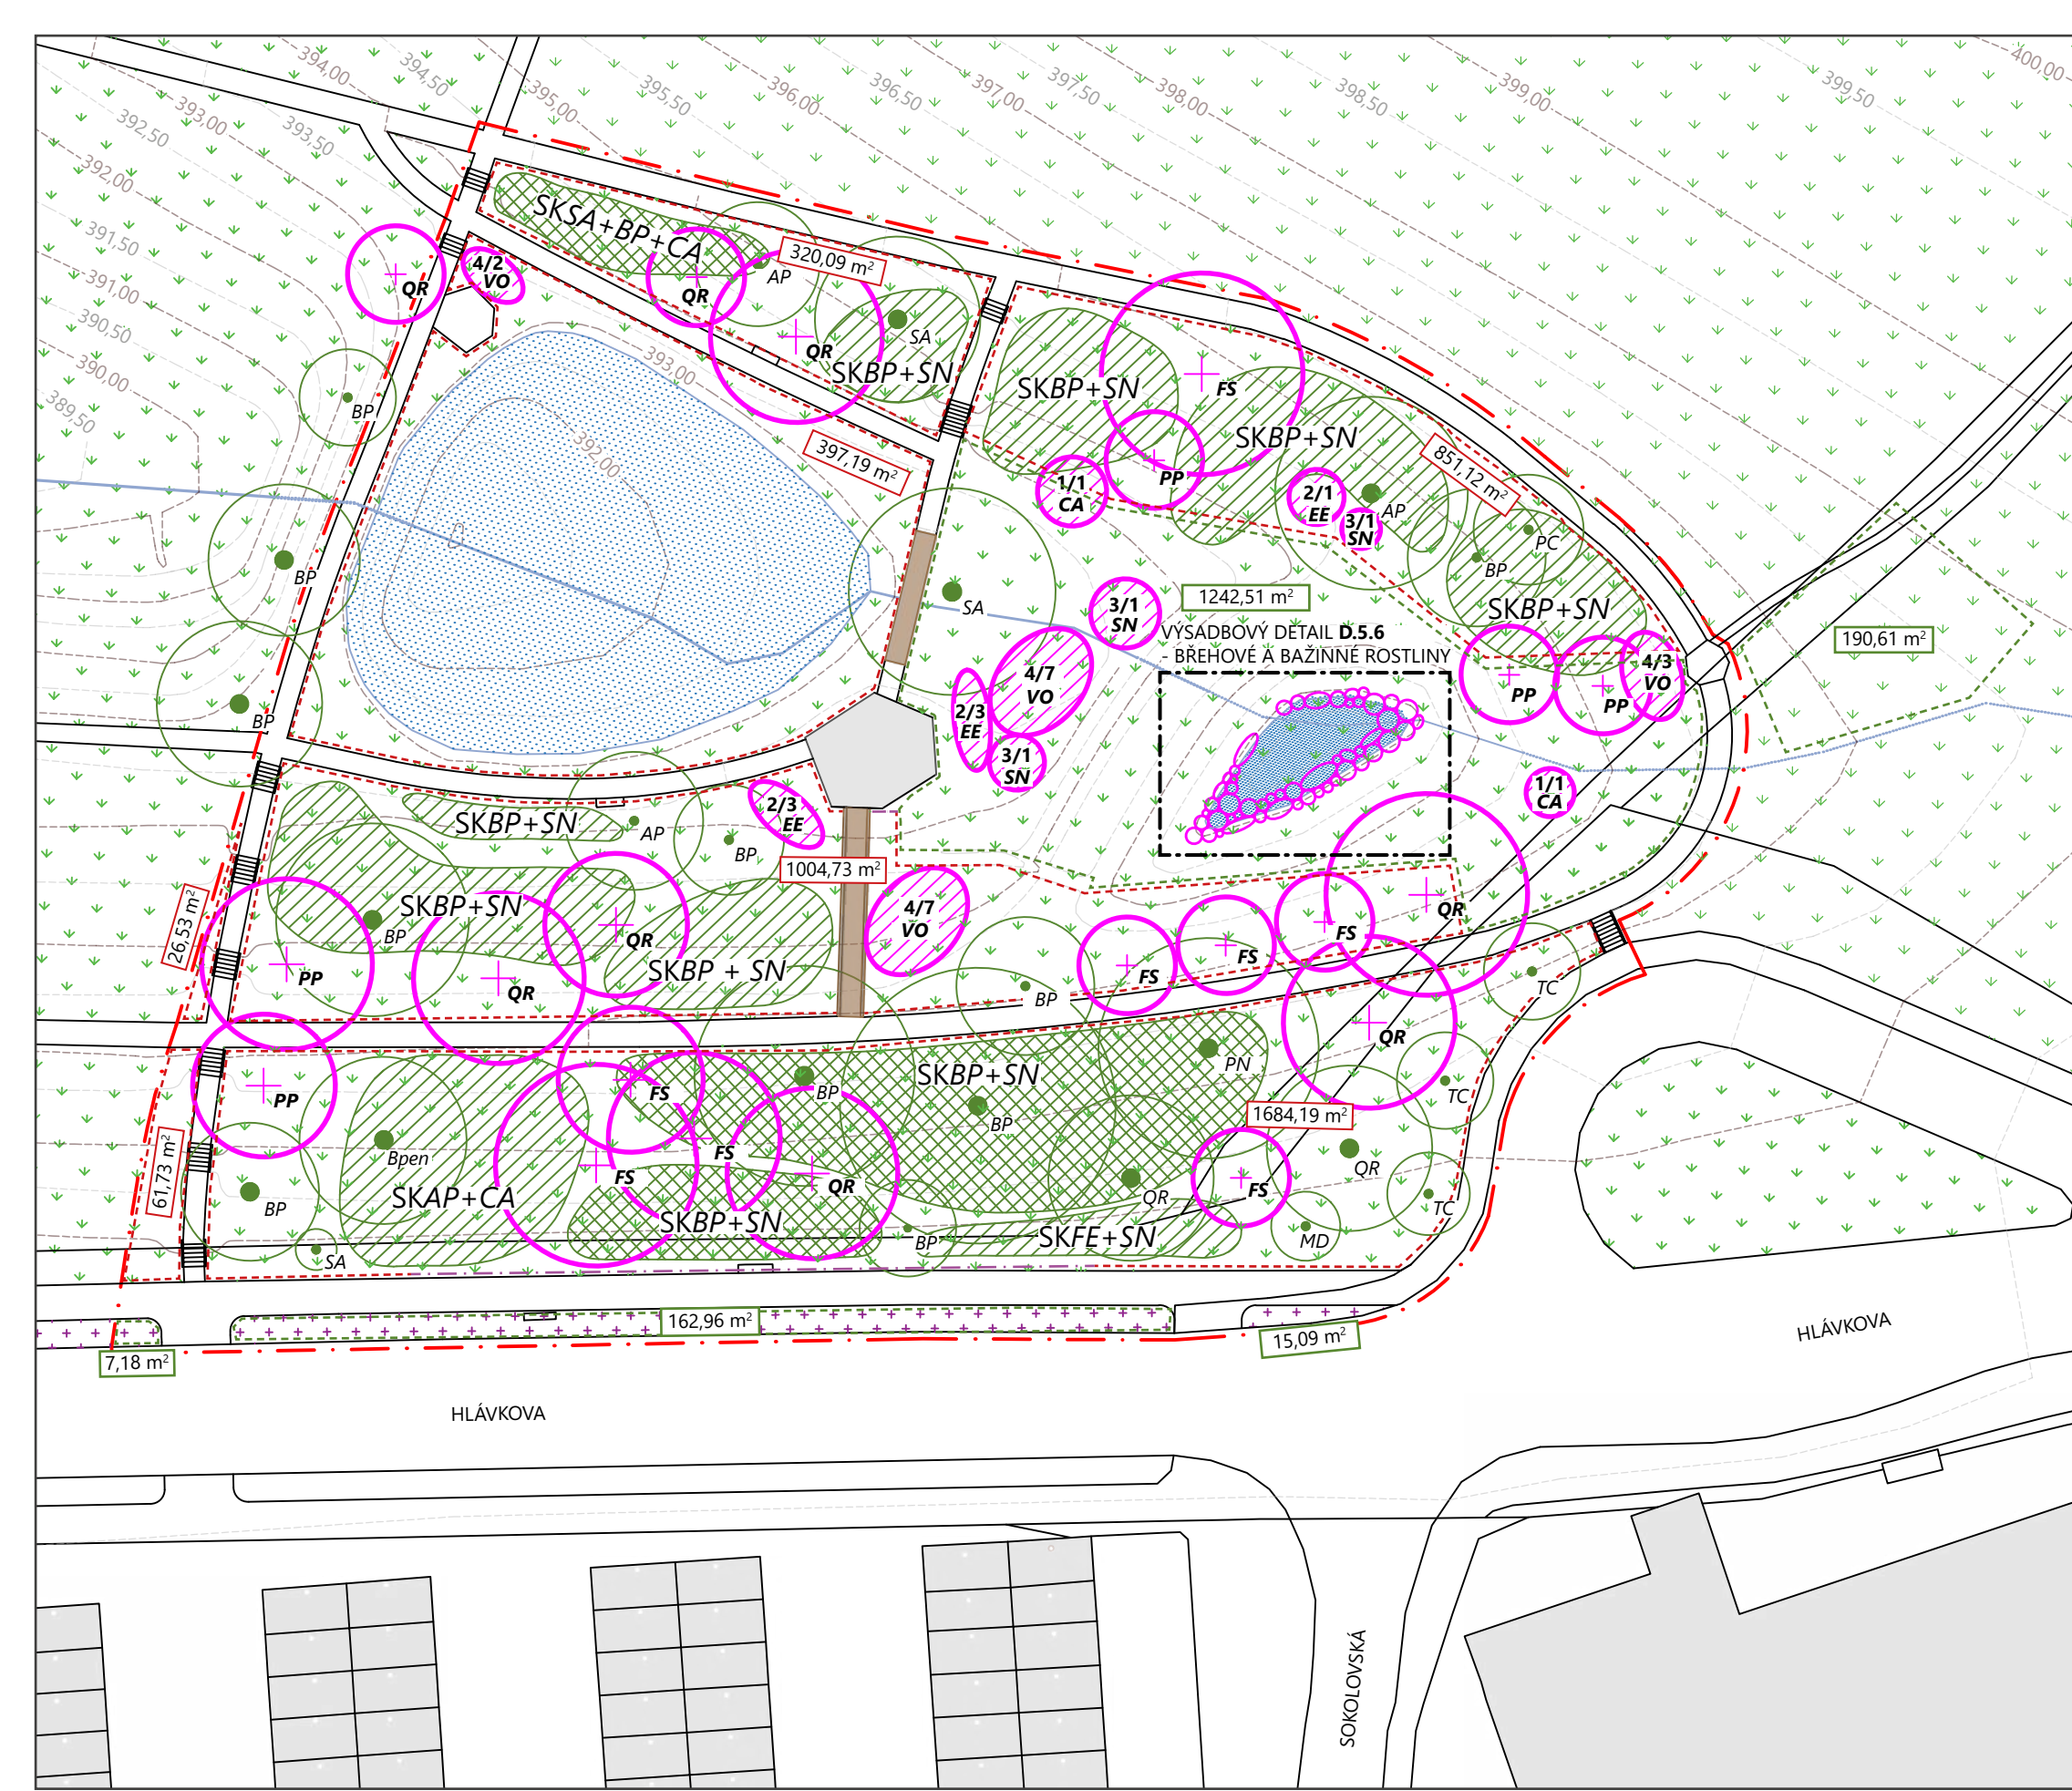 394,00
394,50
395,00
395,50
396,00
396,50
397,00
397,50
398,00
398,50
399,00
399,50
400,00
392,50
393,00
393,50
392,00
391,50
391,00
390,50
390,00
389,50
SKSA+BP+CA
320,09 m²
AP
4/2
VO
QR
QR
QR
SA
SKBP+SN
393,00
392,00
397,19 m²
SKBP+SN
FS
SKBP+SN
851,12 m²
PP
1/1
CA
2/1
EE
3/1
SN
AP
PC
BP
SKBP+SN
BP
BP
BP
SA
3/1
SN
1242,51 m²
VÝSADBOVÝ DETAIL D.5.6
- BŘEHOVÉ A BAŽINNÉ ROSTLINY
190,61 m²
4/7
VO
2/3
EE
3/1
SN
PP
PP
4/3
VO
1/1
CA
2/3
EE
SKBP+SN
AP
BP
1004,73 m²
SKBP+SN
BP
QR
4/7
VO
QR
FS
FS
FS
26,53 m²
PP
QR
SKBP + SN
BP
TC
QR
PP
FS
BP
SKBP+SN
PN
BP
TC
1684,19 m²
61,73 m²
Bpen
FS
FS
QR
QR
FS
QR
TC
BP
SKAP+CA
SKBP+SN
BP
SKFE+SN
MD
SA
162,96 m²
15,09 m²
7,18 m²
HLÁVKOVA
HLÁVKOVA
SOKOLOVSKÁ